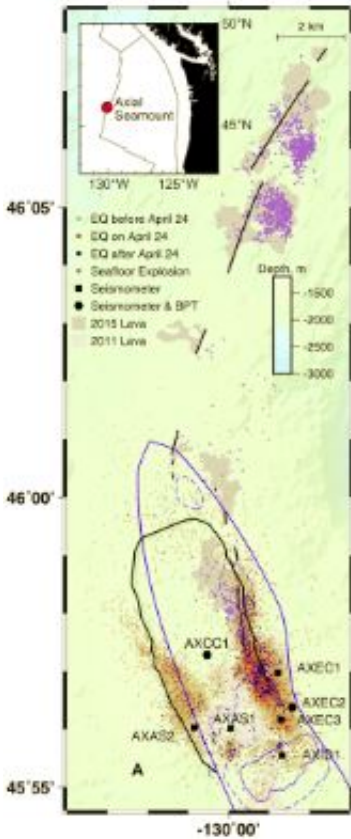 2 km
50°N
Axial
Seamount
45°N
130°W
125°W
46°05'
EQ before April 24
EQ on April 24
EQ after April 24
Seafloor Explosion
Seismometer
Seismometer & BPT
2015 Lava
2011 Lava
Depth, m
-1500
-2000
-2500
-3000
46°00'
AXCC1
AXEC1
AXEC2
AXEC3
AXAS1
AXAS2
AXID1
A
45°55'
-130°00'